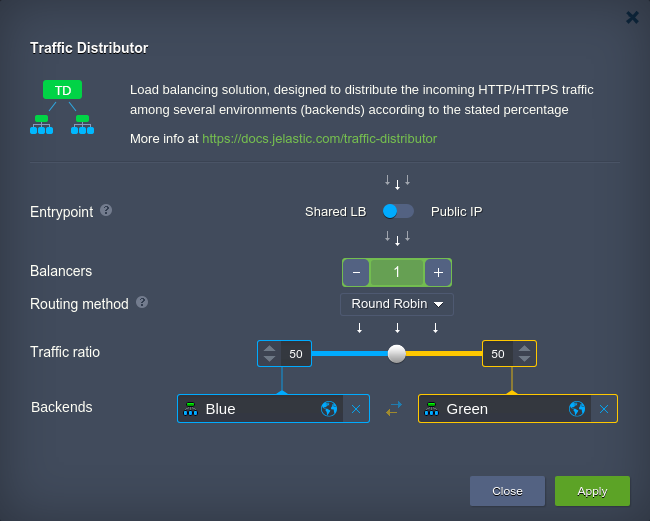 Traffic Distributor
TD
Load balancing solution, designed to distribute the incoming HTTP/HTTPS traffic
among several environments (backends) according to the stated percentage
More info at https://docs.jelastic.com/traffic-distributor
Entrypoint ? Shared LB Public IP
Balancers − 1 +
Routing method ? Round Robin
Traffic ratio 50 50
Backends Blue Green
Close Apply